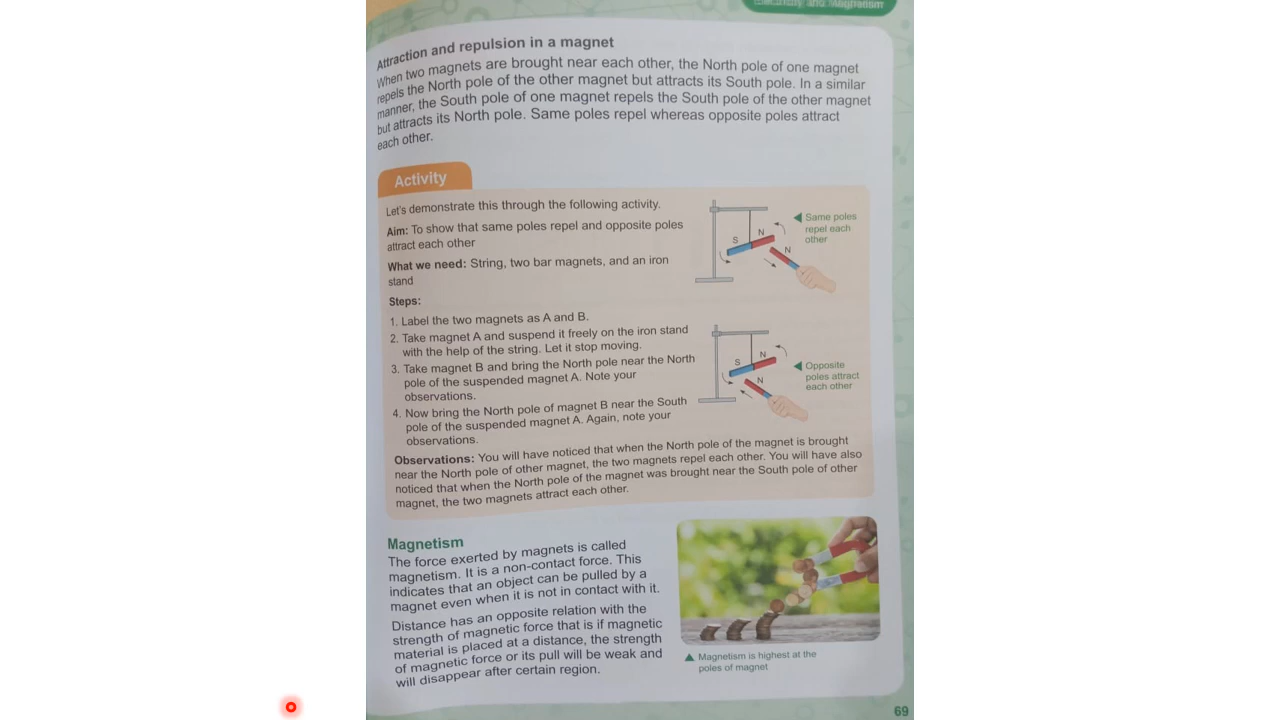 Electricity and Magnetism
Attraction and repulsion in a magnet
When two magnets are brought near each other, the North pole of one magnet
repels the North pole of the other magnet but attracts its South pole. In a similar
manner, the South pole of one magnet repels the South pole of the other magnet
but attracts its North pole. Same poles repel whereas opposite poles attract
each other.
Activity
Let's demonstrate this through the following activity.
Aim: To show that same poles repel and opposite poles
attract each other
What we need: String, two bar magnets, and an iron
stand
Steps:
1. Label the two magnets as A and B.
2. Take magnet A and suspend it freely on the iron stand
with the help of the string. Let it stop moving.
3. Take magnet B and bring the North pole near the North
pole of the suspended magnet A. Note your
observations.
4. Now bring the North pole of magnet B near the South
pole of the suspended magnet A. Again, note your
observations.
S N
N
Same poles
repel each
other
S N
N
Opposite
poles attract
each other
Observations: You will have noticed that when the North pole of the magnet is brought
near the North pole of other magnet, the two magnets repel each other. You will have also
noticed that when the North pole of the magnet was brought near the South pole of other
magnet, the two magnets attract each other.
Magnetism
The force exerted by magnets is called
magnetism. It is a non-contact force. This
indicates that an object can be pulled by a
magnet even when it is not in contact with it.
Distance has an opposite relation with the
strength of magnetic force that is if magnetic
material is placed at a distance, the strength
of magnetic force or its pull will be weak and
will disappear after certain region.
Magnetism is highest at the
poles of magnet
69